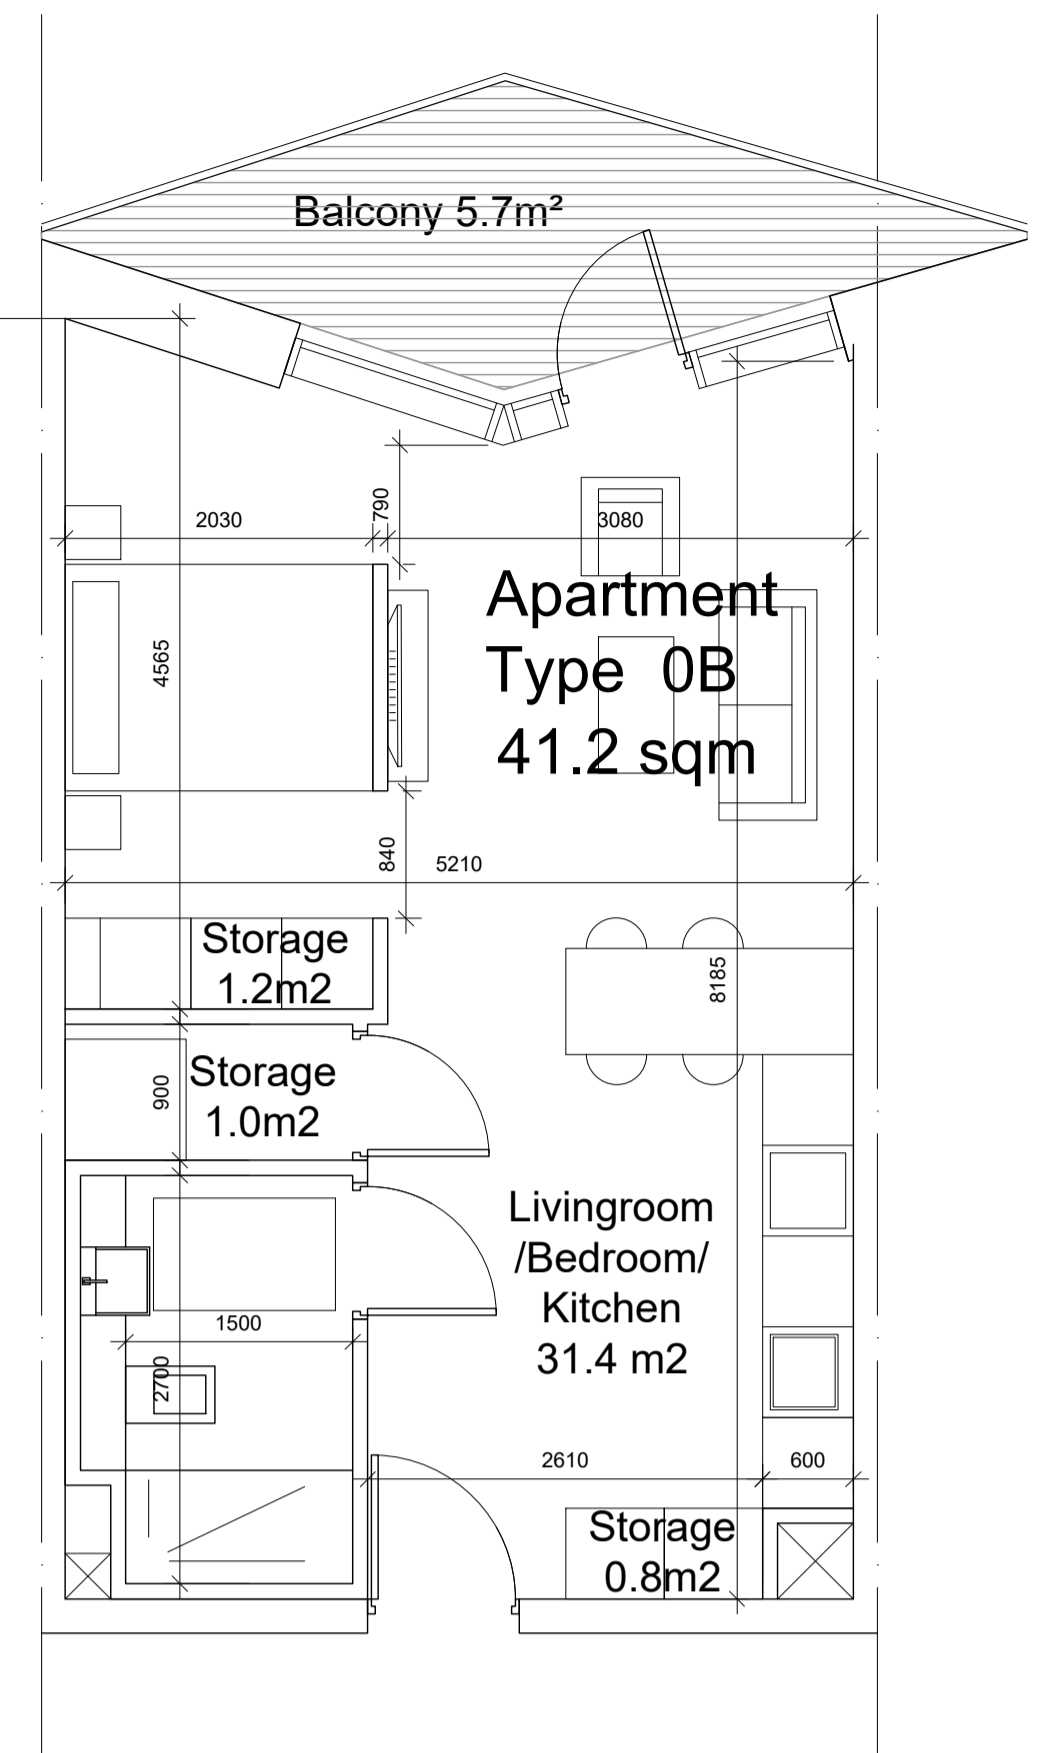 Balcony 5.7m²
2030
790
3080
Apartment
Type 0B
41.2 sqm
4565
840
5210
Storage
1.2m2
8185
Storage
1.0m2
900
Livingroom
/Bedroom/
Kitchen
31.4 m2
1500
2700
2610
600
Storage
0.8m2